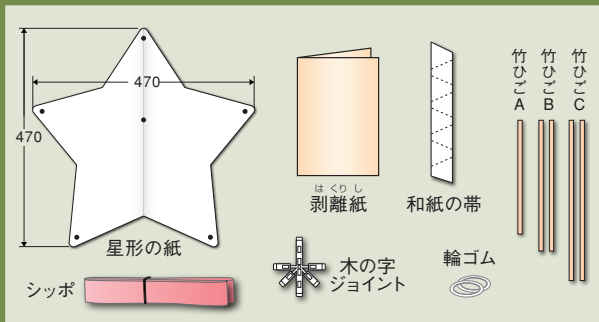 470
470
星形の紙
はくりし
剥離紙
和紙の帯
竹ひごA
竹ひごB
竹ひごC
シッポ
木の字
ジョイント
輪ゴム